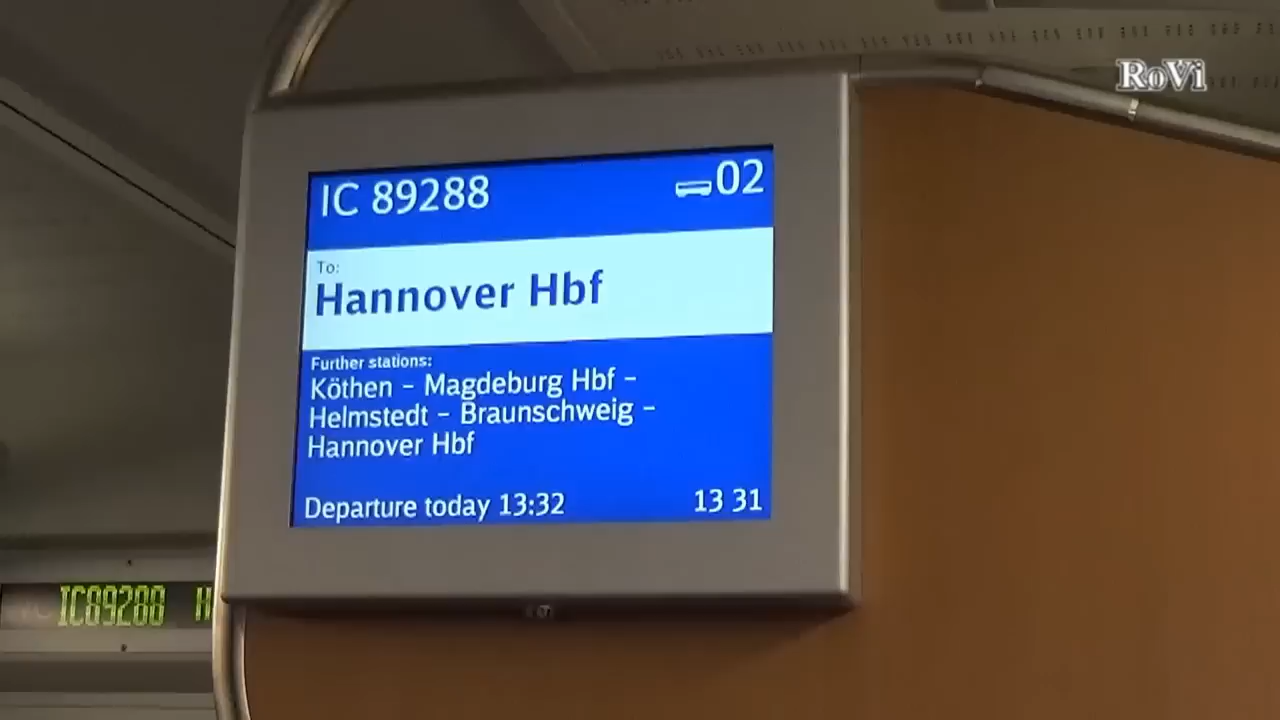 RoVi
IC 89288
02
To:
Hannover Hbf
Further stations:
Köthen - Magdeburg Hbf -
Helmstedt - Braunschweig -
Hannover Hbf
Departure today 13:32
13 31
IC89288 H